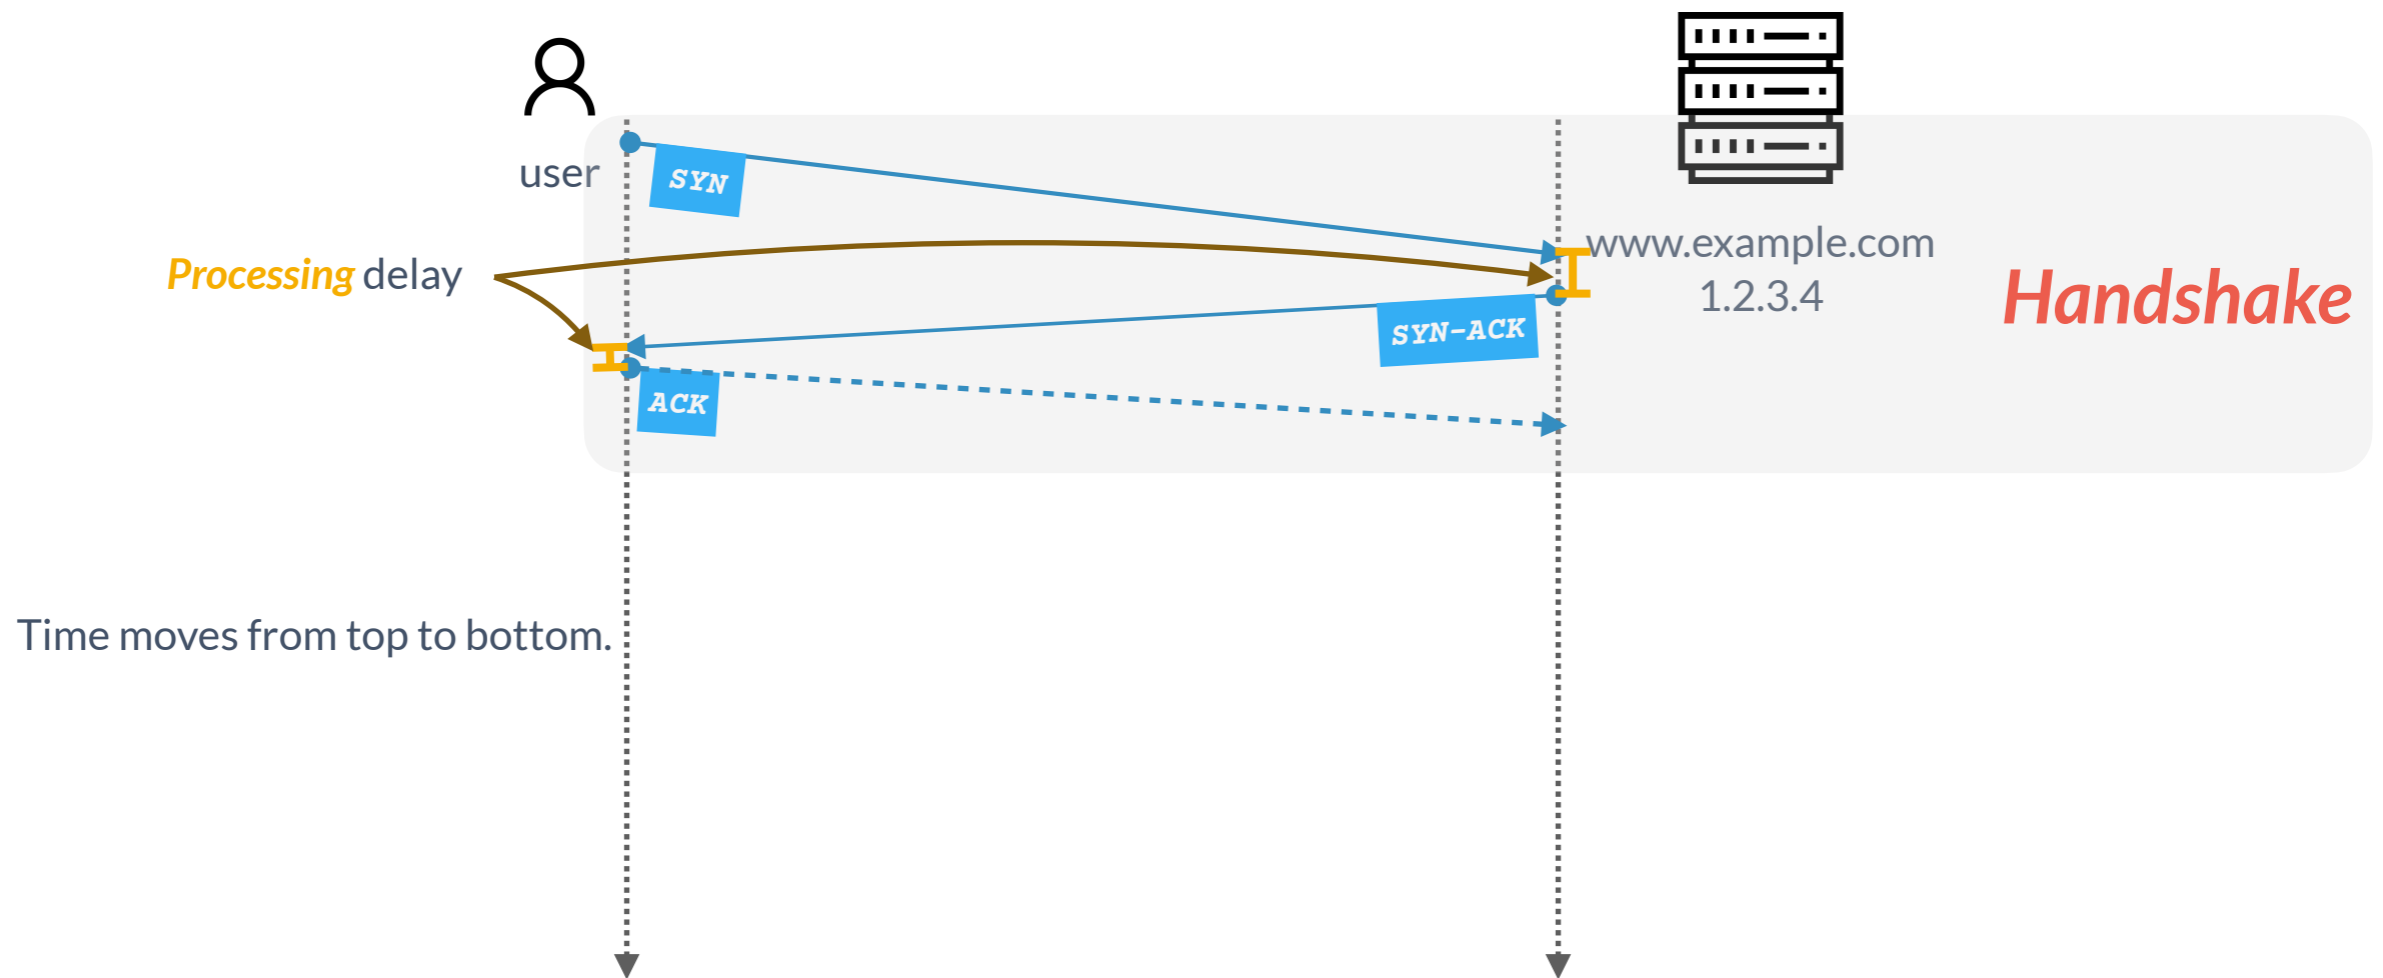 user
SYN
www.example.com
1.2.3.4
Processing delay
Handshake
SYN-ACK
ACK
Time moves from top to bottom.